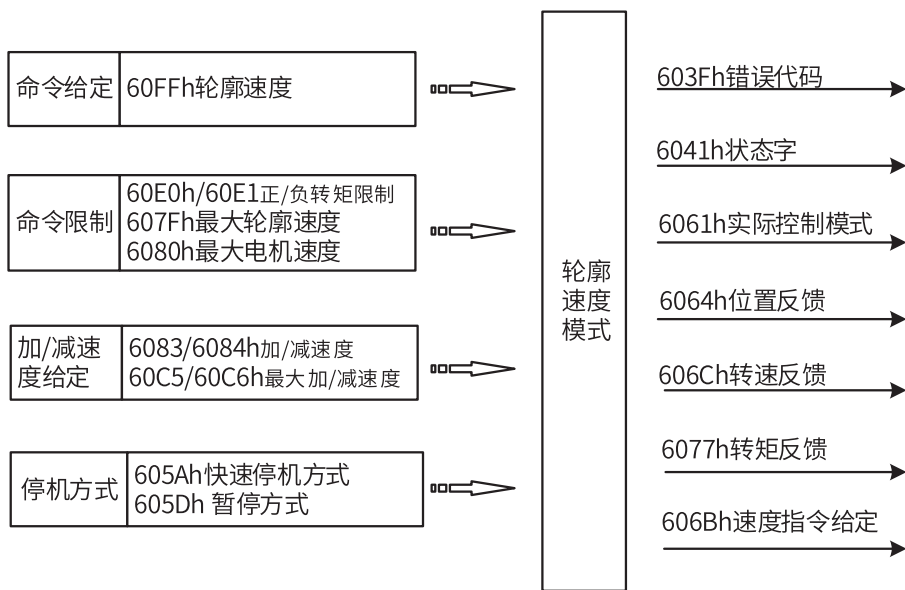 命令给定
60FFh轮廓速度
命令限制
60E0h/60E1正/负转矩限制
607Fh最大轮廓速度
6080h最大电机速度
加/减速
度给定
6083/6084h加/减速度
60C5/60C6h最大加/减速度
停机方式
605Ah快速停机方式
605Dh 暂停方式
轮廓
速度
模式
603Fh错误代码
6041h状态字
6061h实际控制模式
6064h位置反馈
606Ch转速反馈
6077h转矩反馈
606Bh速度指令给定